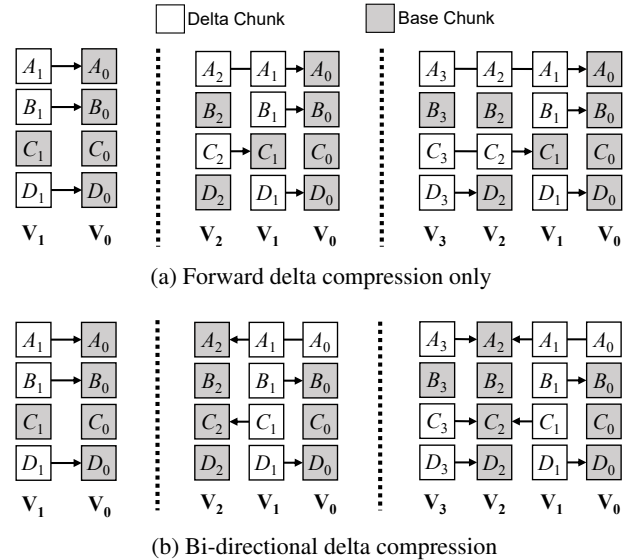 Delta Chunk Base Chunk
A₁ A₀ A₂ A₁ A₀ A₃ A₂ A₁ A₀
B₁ B₀ B₂ B₁ B₀ B₃ B₂ B₁ B₀
C₁ C₀ C₂ C₁ C₀ C₃ C₂ C₁ C₀
D₁ D₀ D₂ D₁ D₀ D₃ D₂ D₁ D₀
V₁ V₀ V₂ V₁ V₀ V₃ V₂ V₁ V₀
(a) Forward delta compression only
A₁ A₀ A₂ A₁ A₀ A₃ A₂ A₁ A₀
B₁ B₀ B₂ B₁ B₀ B₃ B₂ B₁ B₀
C₁ C₀ C₂ C₁ C₀ C₃ C₂ C₁ C₀
D₁ D₀ D₂ D₁ D₀ D₃ D₂ D₁ D₀
V₁ V₀ V₂ V₁ V₀ V₃ V₂ V₁ V₀
(b) Bi-directional delta compression